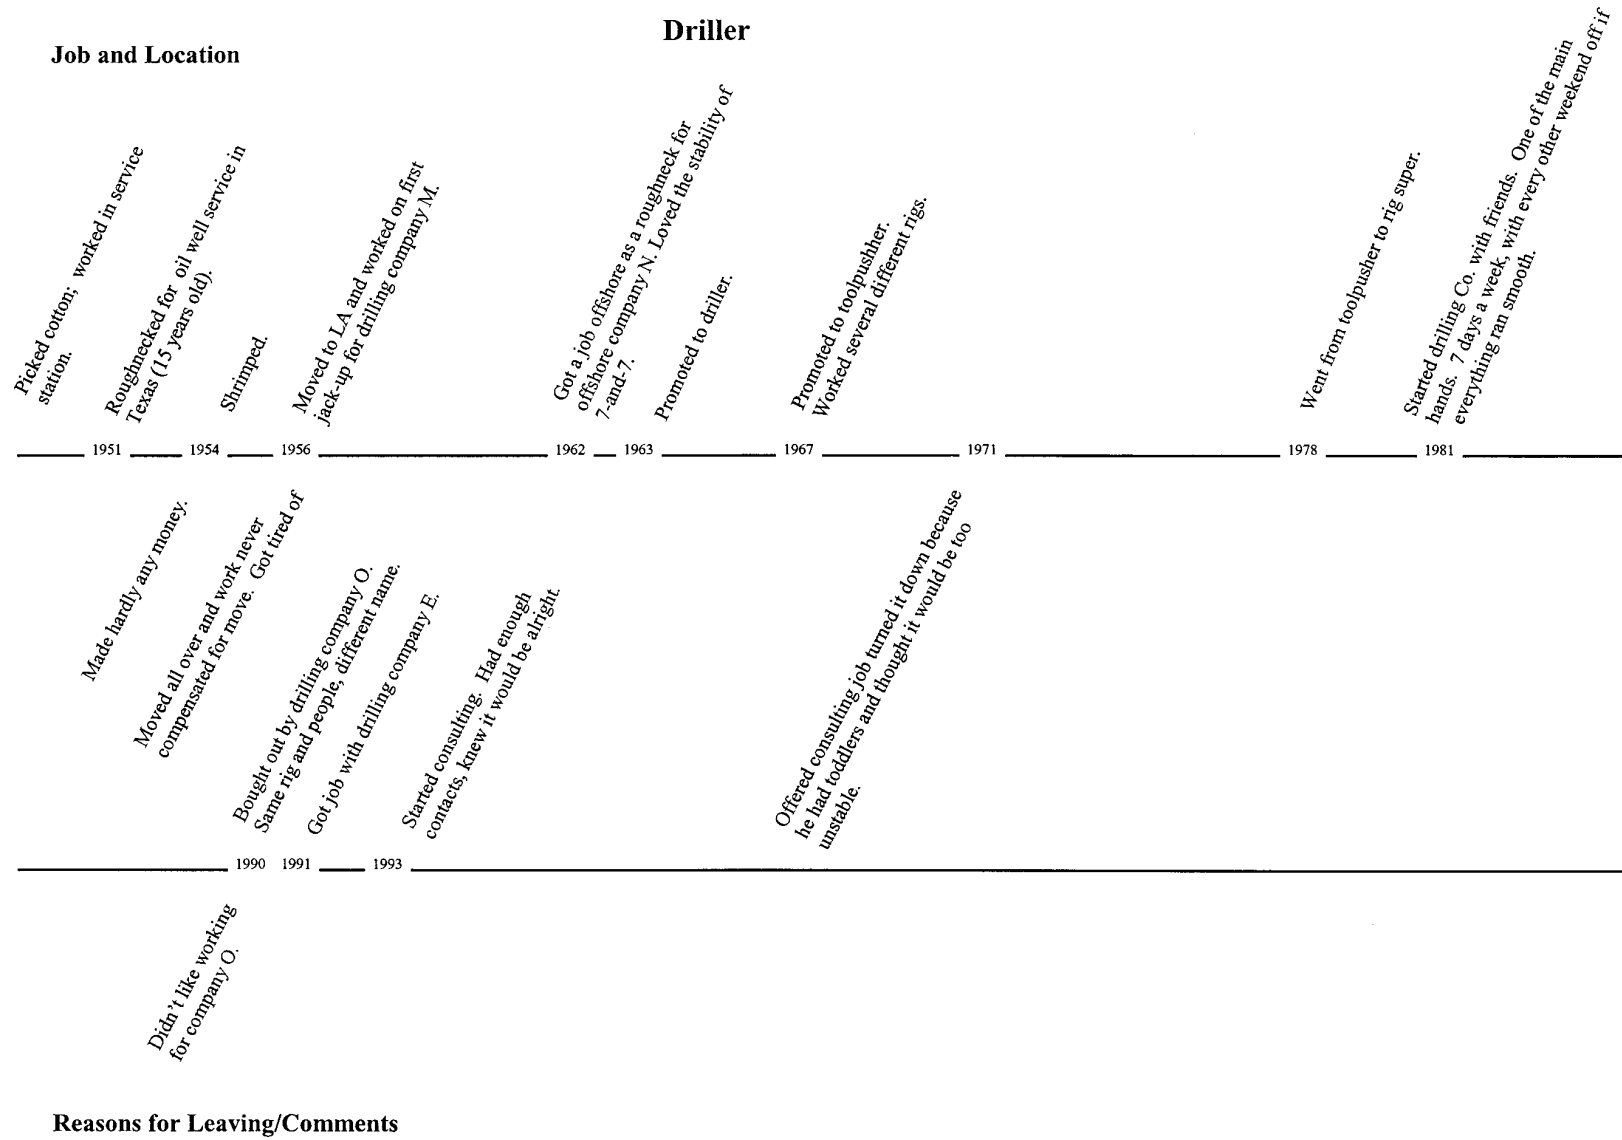 Driller
Job and Location
Picked cotton; worked in service
station.
Roughnecked for oil well service in
Texas (15 years old).
Shrimped.
Moved to LA and worked on first
jack-up for drilling company M.
Got a job offshore as a roughneck for
offshore company N. Loved the stability of
7-and-7.
Promoted to driller.
Promoted to toolpushher.
Worked several different rigs.
Went from toolpusher to rig super.
Started drilling Co. with friends. One of the main
hands. 7 days a week, with every other weekend off if
everything ran smooth.
1951 1954 1956 1962 1963 1967 1971 1978 1981
Made hardly any money.
Moved all over and work never
compensated for move. Got tired of
Offered consulting job turned it down because
he had toddlers and thought it would be too
unstable.
Bought out by drilling company O.
Same rig and people, different name.
Got job with drilling company E.
Started consulting. Had enough
contacts, knew it would be alright.
1990 1991 1993
Didn't like working
for company O.
Reasons for Leaving/Comments